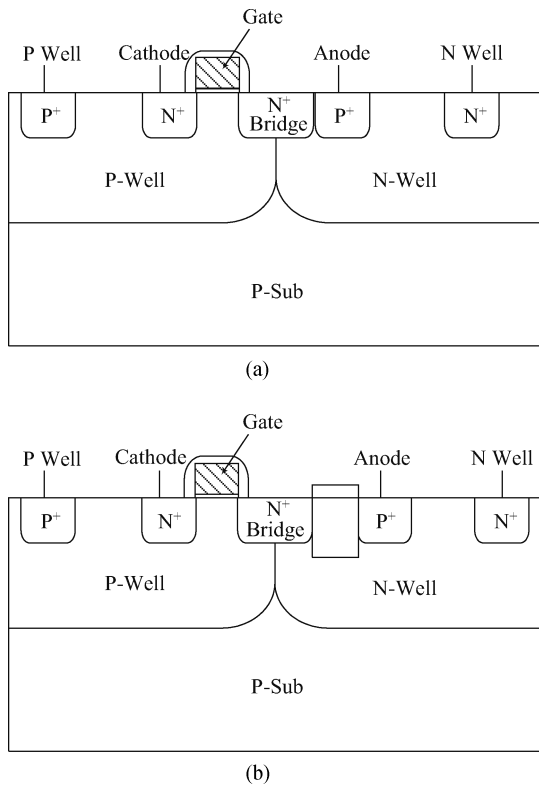 Gate
P Well Cathode Anode N Well
P⁺ N⁺ N⁺ P⁺ N⁺
Bridge
P-Well N-Well
P-Sub
(a)
Gate
P Well Cathode Anode N Well
P⁺ N⁺ N⁺ P⁺ N⁺
Bridge
P-Well N-Well
P-Sub
(b)